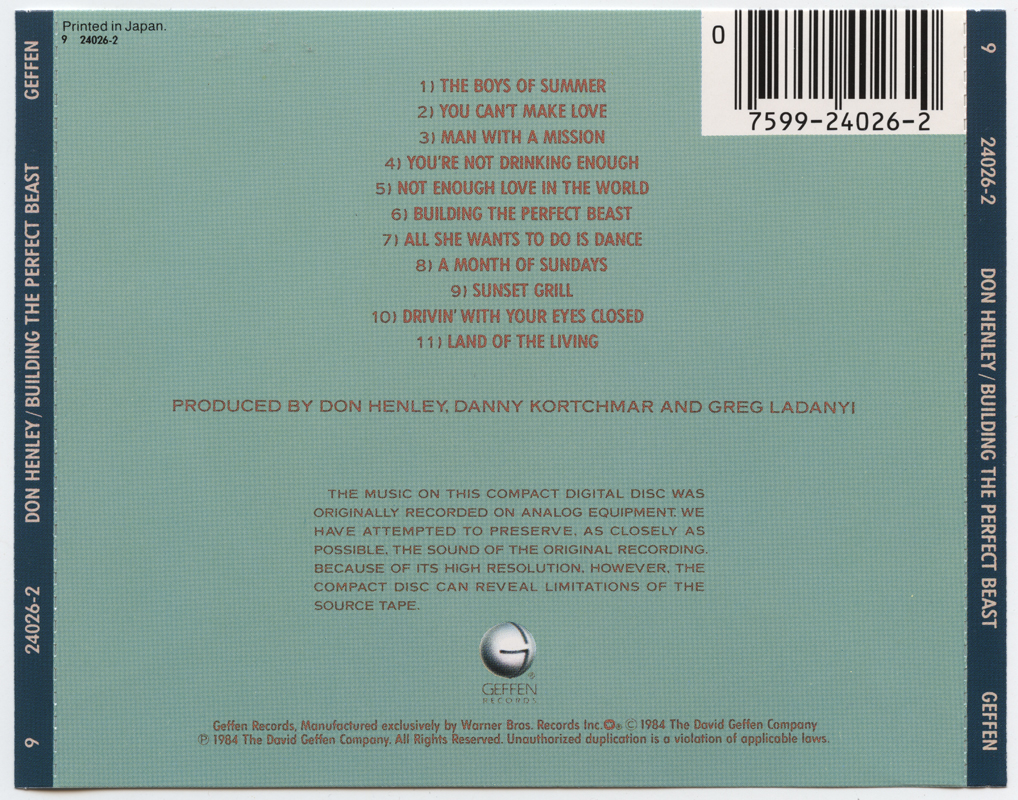 Printed in Japan.
9 24026-2
0
7599-24026-2
1) THE BOYS OF SUMMER
2) YOU CAN'T MAKE LOVE
3) MAN WITH A MISSION
4) YOU'RE NOT DRINKING ENOUGH
5) NOT ENOUGH LOVE IN THE WORLD
6) BUILDING THE PERFECT BEAST
7) ALL SHE WANTS TO DO IS DANCE
8) A MONTH OF SUNDAYS
9) SUNSET GRILL
10) DRIVIN' WITH YOUR EYES CLOSED
11) LAND OF THE LIVING
PRODUCED BY DON HENLEY, DANNY KORTCHMAR AND GREG LADANYI
THE MUSIC ON THIS COMPACT DIGITAL DISC WAS
ORIGINALLY RECORDED ON ANALOG EQUIPMENT. WE
HAVE ATTEMPTED TO PRESERVE, AS CLOSELY AS
POSSIBLE, THE SOUND OF THE ORIGINAL RECORDING.
BECAUSE OF ITS HIGH RESOLUTION, HOWEVER, THE
COMPACT DISC CAN REVEAL LIMITATIONS OF THE
SOURCE TAPE.
GEFFEN
RECORDS
®
Geffen Records, Manufactured exclusively by Warner Bros. Records Inc. © 1984 The David Geffen Company
℗ 1984 The David Geffen Company. All Rights Reserved. Unauthorized duplication is a violation of applicable laws.
9 24026-2 DON HENLEY/BUILDING THE PERFECT BEAST GEFFEN
9 24026-2 DON HENLEY/BUILDING THE PERFECT BEAST GEFFEN